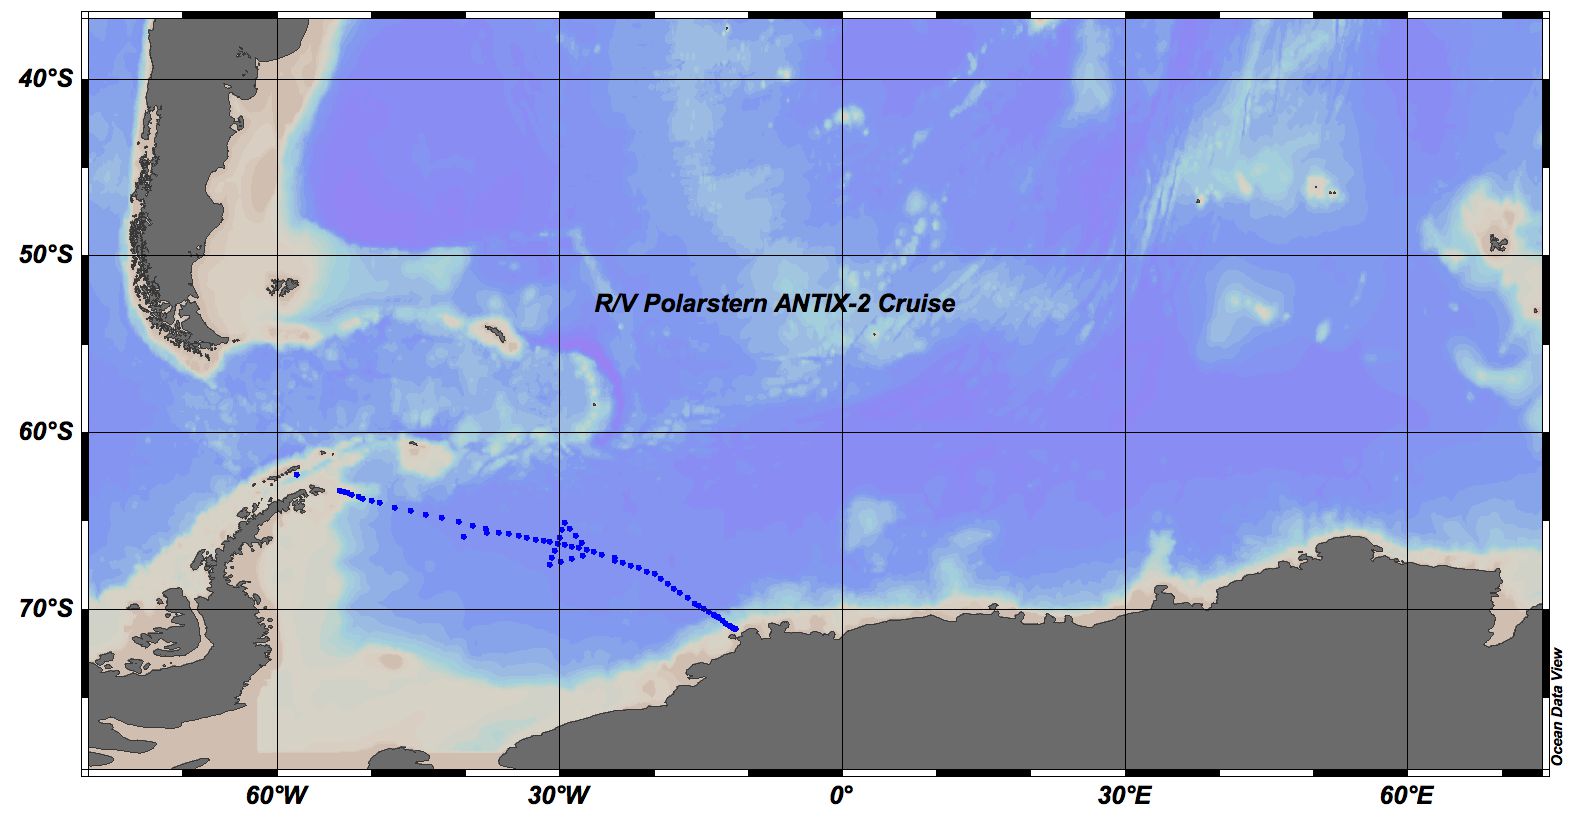 40°S
50°S
R/V Polarstern ANTIX-2 Cruise
60°S
70°S
Ocean Data View
60°W 30°W 0° 30°E 60°E